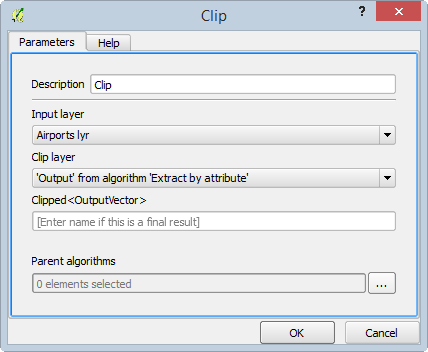 Clip
?
Parameters
Help
Description Clip
Input layer
Airports lyr
Clip layer
'Output' from algorithm 'Extract by attribute'
Clipped<OutputVector>
[Enter name if this is a final result]
Parent algorithms
0 elements selected ...
OK Cancel